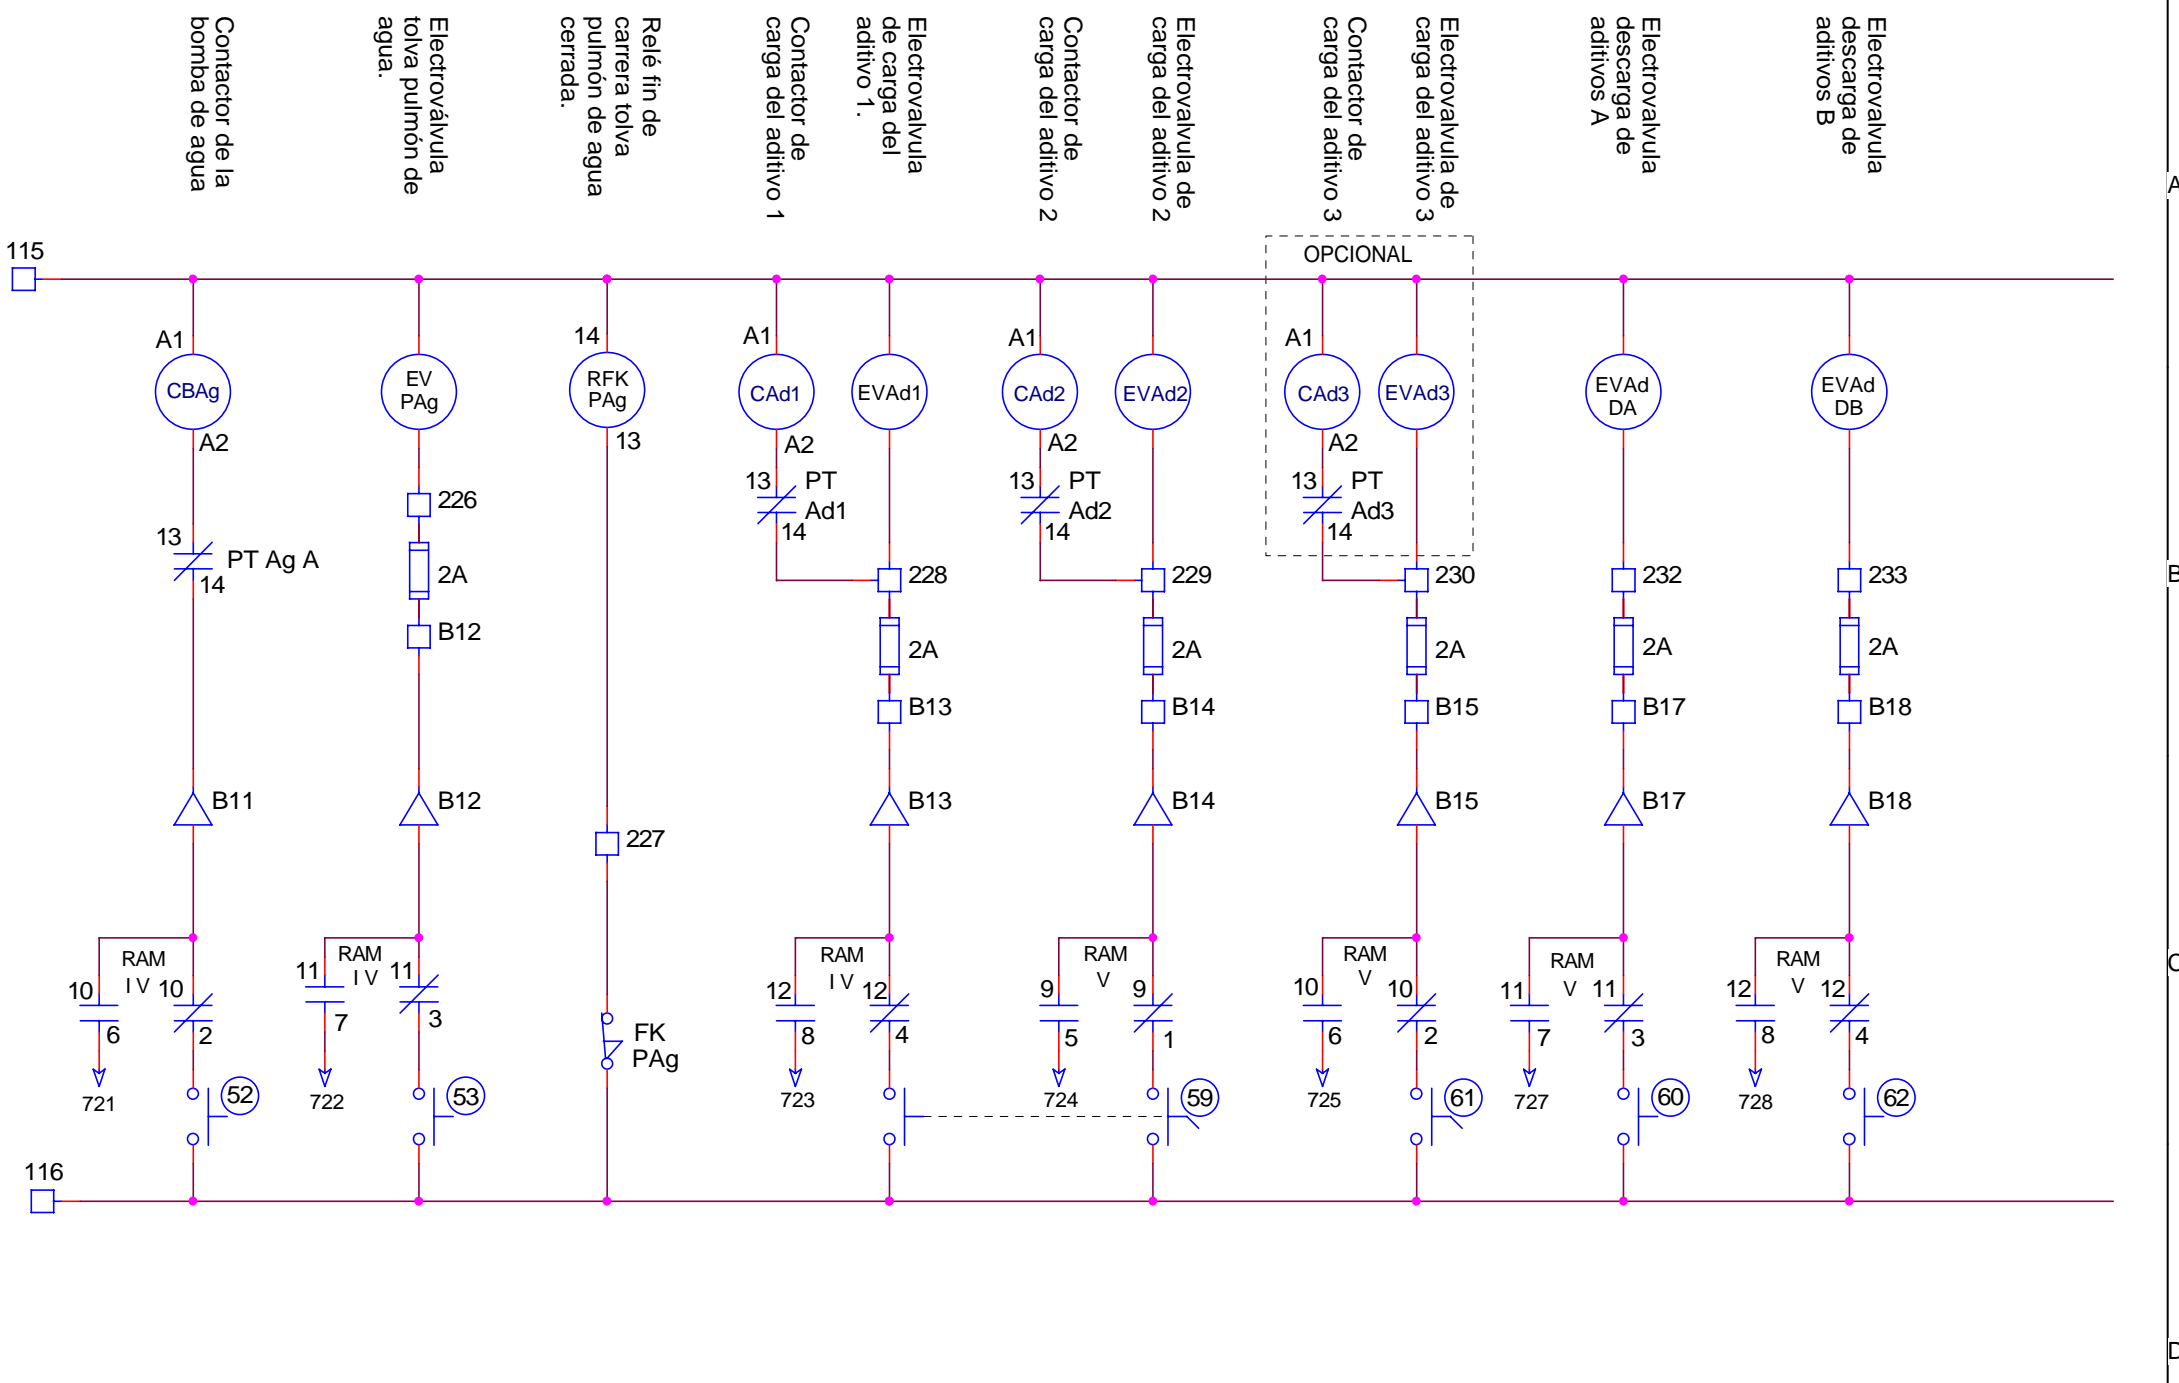 Contactor de la
bomba de agua
Electroválvula
tolva pulmón de
agua.
Relé fin de
carrera tolva
pulmón de agua
cerrada.
Contactor de
carga del aditivo 1
Electrovalvula
de carga del
aditivo 1.
Contactor de
carga del aditivo 2
Electrovalvula de
carga del aditivo 2
Contactor de
carga del aditivo 3
Electrovalvula de
carga del aditivo 3
Electrovalvula
descarga de
aditivos A
Electrovalvula
descarga de
aditivos B
A
115
OPCIONAL
A1
14
A1
A1
A1
CBAg
EV
PAg
RFK
PAg
CAd1
EVAd1
CAd2
EVAd2
CAd3
EVAd3
EVAd
DA
EVAd
DB
A2
13
A2
A2
A2
226
13
PT
Ad1
14
13
PT
Ad2
14
13
PT
Ad3
14
13
PT Ag A
14
2A
B12
228
229
230
232
233
B
2A
2A
2A
2A
2A
B13
B14
B15
B17
B18
B11
B12
B13
B14
B15
B17
B18
227
RAM
I V
10
10
6
2
RAM
I V
11
11
7
3
RAM
I V
12
12
8
4
RAM
V
9
9
5
1
RAM
V
10
10
6
2
RAM
V
11
11
7
3
RAM
V
12
12
8
4
C
FK
PAg
721
52
722
53
723
724
59
725
61
727
60
728
62
116
D